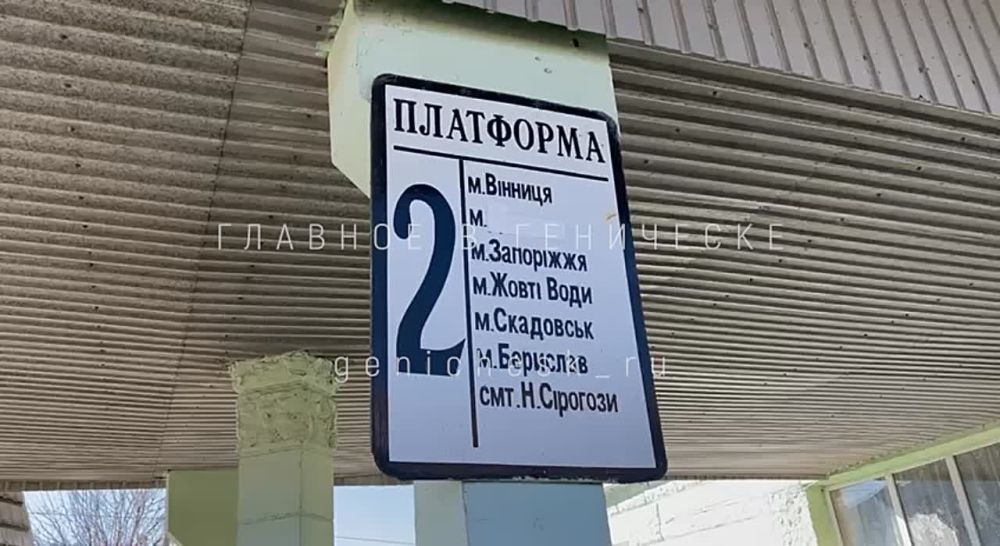 ПЛАТФОРМА
2
м.Вінниця
м.
м.Запоріжжя
м.Жовті Води
м.Скадовськ
м.Берислав
смт.Н.Сірогози
ГЛАВНОЕ В ГЕНИЧЕСКЕ
genichesk_ru